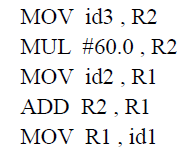 MOV id3 , R2
MUL #60.0 , R2
MOV id2 , R1
ADD R2 , R1
MOV R1 , id1